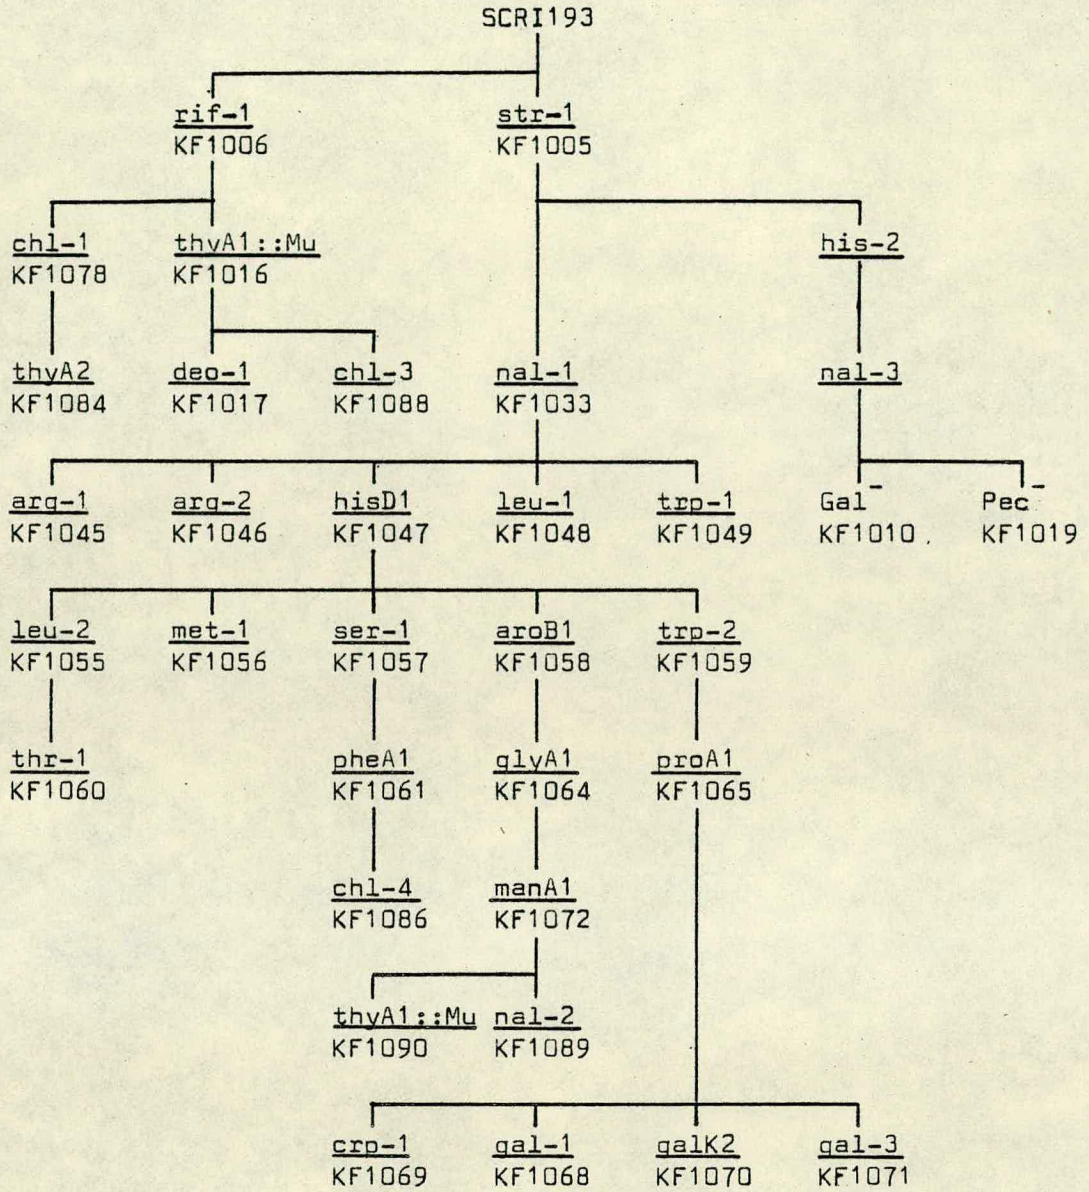 SCRI193
rif-1 str-1
KF1006 KF1005
chl-1 thyA1::Mu his-2
KF1078 KF1016
thyA2 deo-1 chl-3 nal-1 nal-3
KF1084 KF1017 KF1088 KF1033
arg-1 arg-2 hisD1 leu-1 trp-1 Gal⁻ Pec⁻
KF1045 KF1046 KF1047 KF1048 KF1049 KF1010 KF1019
leu-2 met-1 ser-1 aroB1 trp-2
KF1055 KF1056 KF1057 KF1058 KF1059
thr-1 pheA1 glyA1 proA1
KF1060 KF1061 KF1064 KF1065
chl-4 manA1
KF1086 KF1072
thyA1::Mu nal-2
KF1090 KF1089
crp-1 gal-1 galK2 gal-3
KF1069 KF1068 KF1070 KF1071